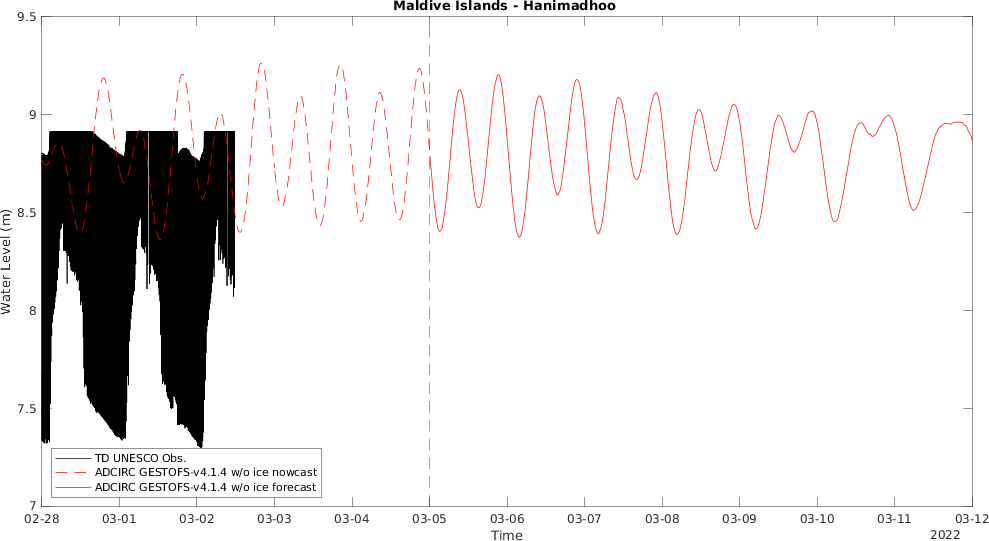 Maldive Islands - Hanimadhoo
9.5
9
8.5
8
7.5
7
Water Level (m)
TD UNESCO Obs.
ADCIRC GESTOFS-v4.1.4 w/o ice nowcast
ADCIRC GESTOFS-v4.1.4 w/o ice forecast
02-28 03-01 03-02 03-03 03-04 03-05 03-06 03-07 03-08 03-09 03-10 03-11 03-12
Time
2022